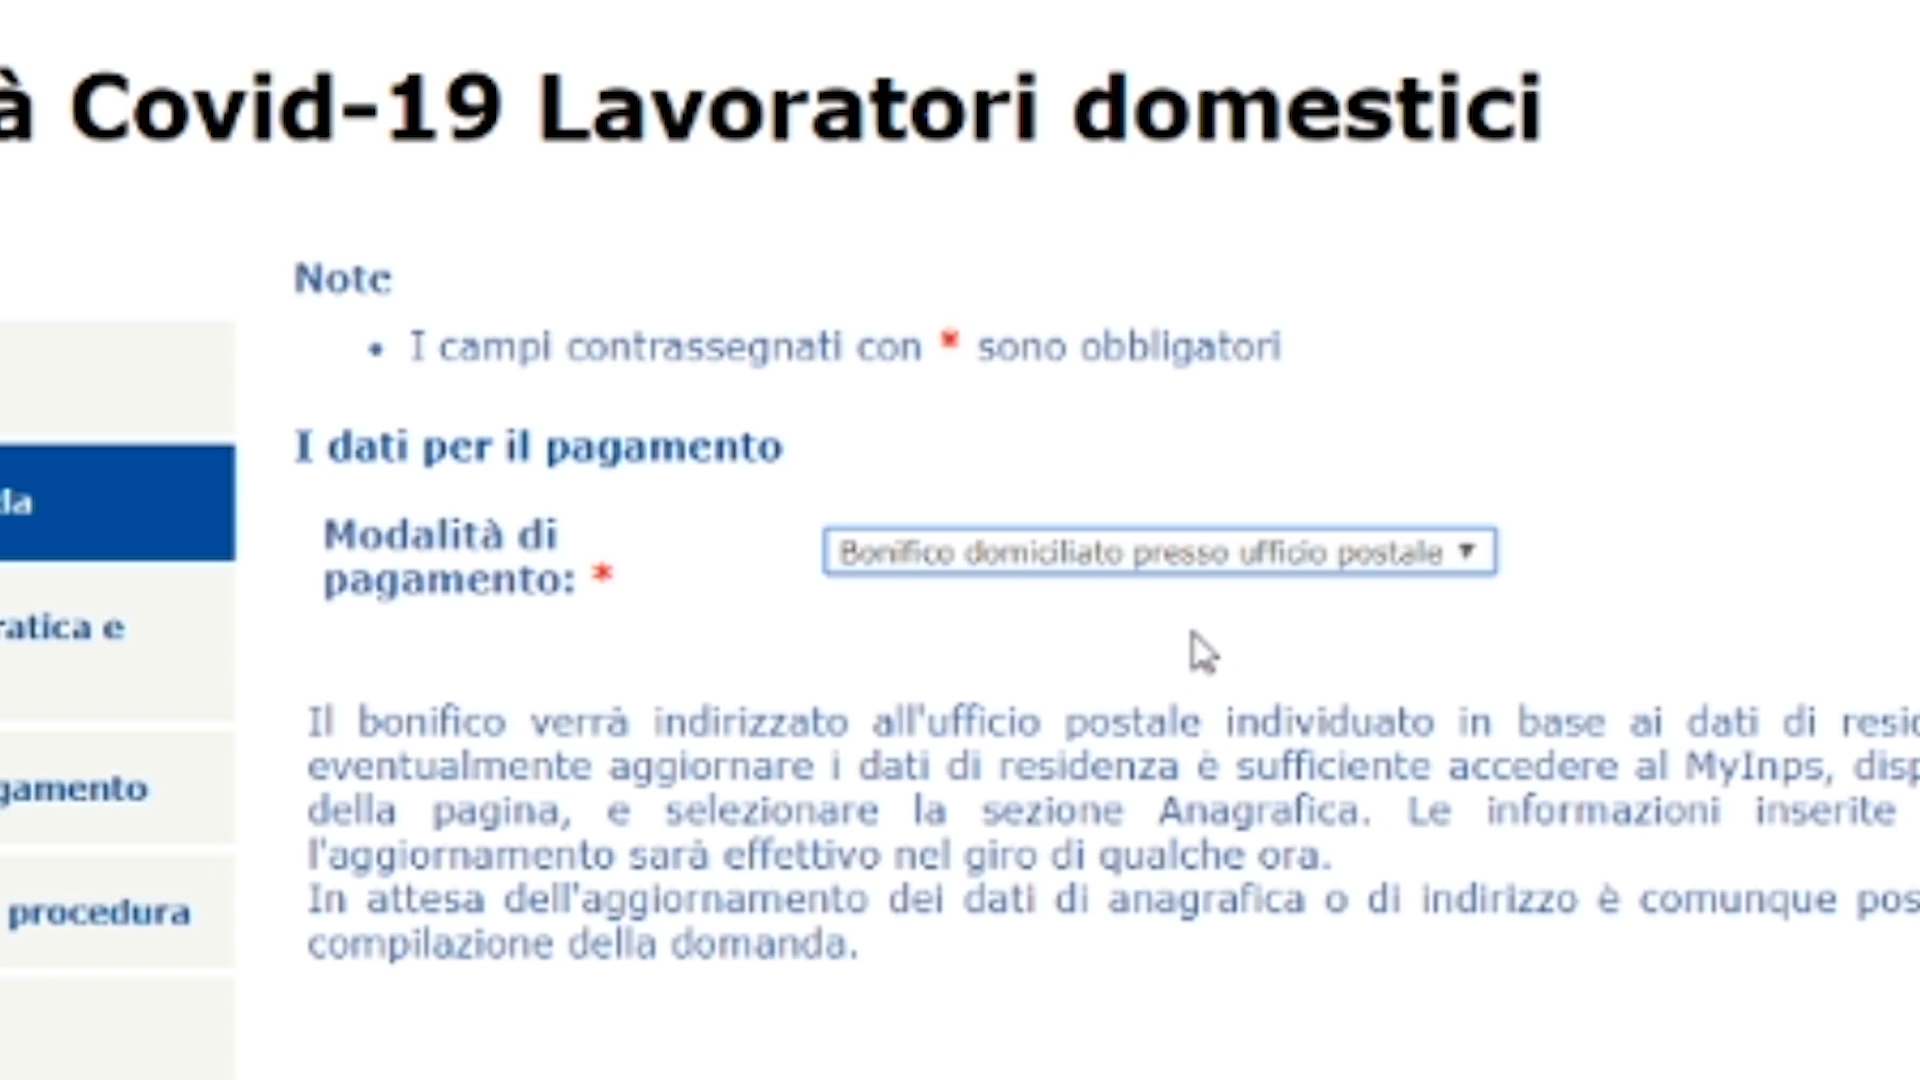 à Covid-19 Lavoratori domestici
Note
• I campi contrassegnati con * sono obbligatori
I dati per il pagamento
Modalità di
pagamento: *
Bonifico domiciliato presso ufficio postale
Il bonifico verrà indirizzato all'ufficio postale individuato in base ai dati di
eventualmente aggiornare i dati di residenza è sufficiente accedere al MyInps,
della pagina, e selezionare la sezione Anagrafica. Le informazioni inserite
l'aggiornamento sarà effettivo nel giro di qualche ora.
In attesa dell'aggiornamento dei dati di anagrafica o di indirizzo è comunque
compilazione della domanda.
da
ratica e
gamento
procedura